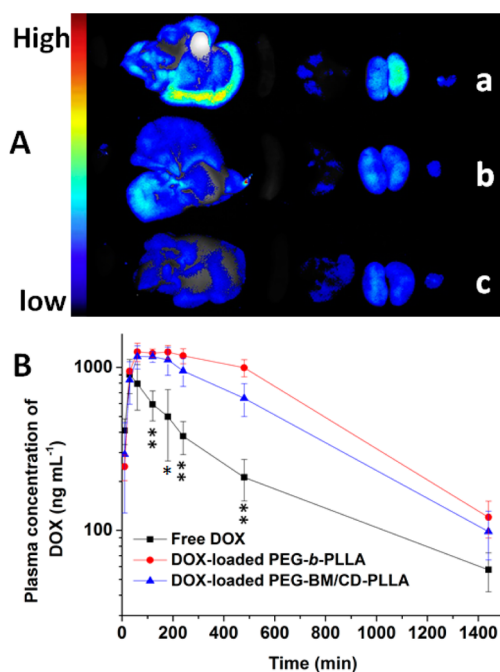 High
a
A
b
low
c
B
Plasma concentration of
DOX (ng mL⁻¹)
1000
100
**
*
**
**
Free DOX
DOX-loaded PEG-b-PLLA
DOX-loaded PEG-BM/CD-PLLA
0 200 400 600 800 1000 1200 1400
Time (min)